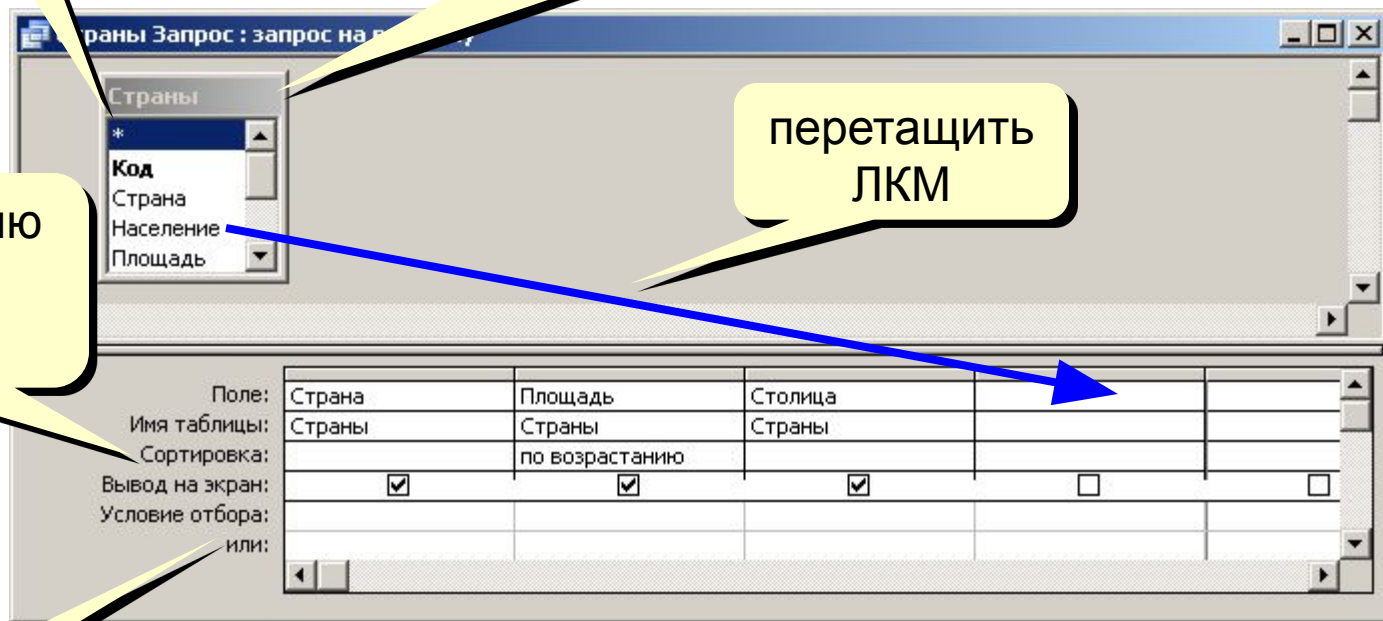 раны Запрос : запрос на
Страны
*
Код
Страна
Население
Площадь
перетащить
ЛКМ
ию
Поле: Страна Площадь Столица
Имя таблицы: Страны Страны Страны
Сортировка: по возрастанию
Вывод на экран:
Условие отбора:
или: